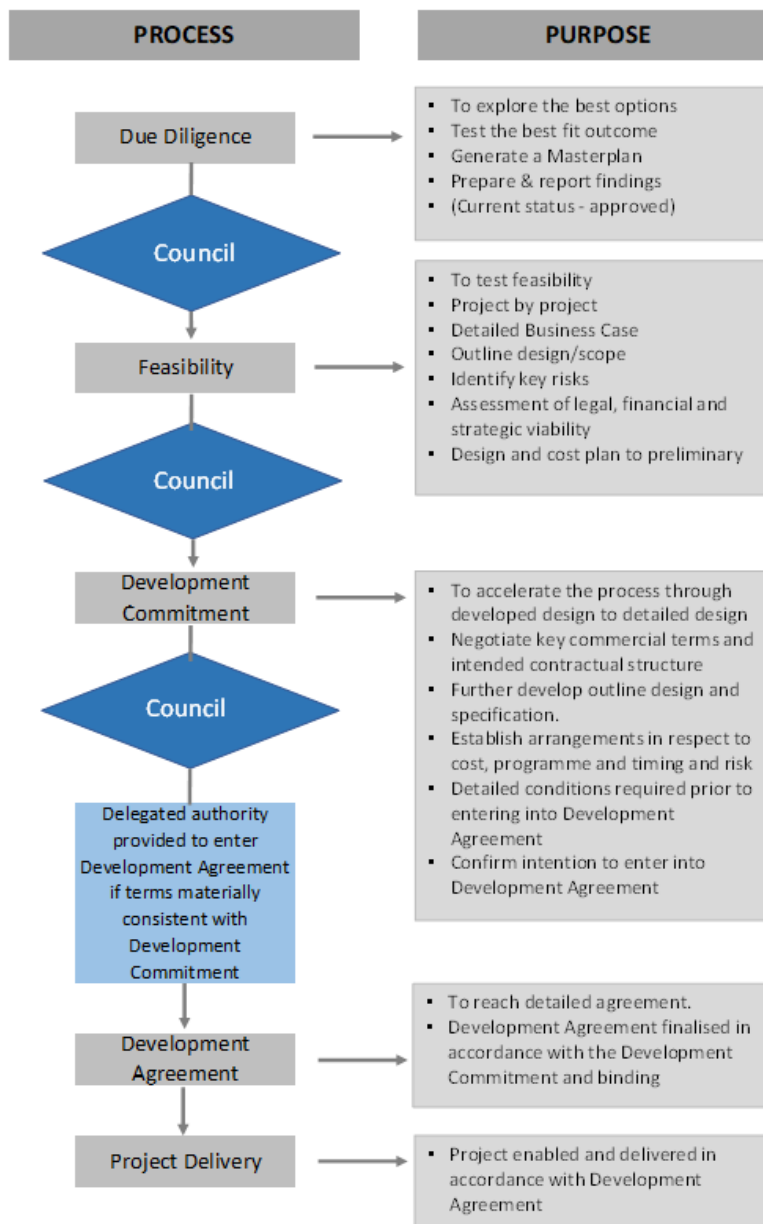 PROCESS
PURPOSE
Due Diligence
▪ To explore the best options
▪ Test the best fit outcome
▪ Generate a Masterplan
▪ Prepare & report findings
▪ (Current status - approved)
Council
Feasibility
▪ To test feasibility
▪ Project by project
▪ Detailed Business Case
▪ Outline design/scope
▪ Identify key risks
▪ Assessment of legal, financial and
strategic viability
▪ Design and cost plan to preliminary
Council
Development
Commitment
▪ To accelerate the process through
developed design to detailed design
▪ Negotiate key commercial terms and
intended contractual structure
▪ Further develop outline design and
specification.
▪ Establish arrangements in respect to
cost, programme and timing and risk
▪ Detailed conditions required prior to
entering into Development
Agreement
▪ Confirm intention to enter into
Development Agreement
Council
Delegated authority
provided to enter
Development Agreement
if terms materially
consistent with
Development
Commitment
Development
Agreement
▪ To reach detailed agreement.
▪ Development Agreement finalised in
accordance with the Development
Commitment and binding
Project Delivery
▪ Project enabled and delivered in
accordance with Development
Agreement